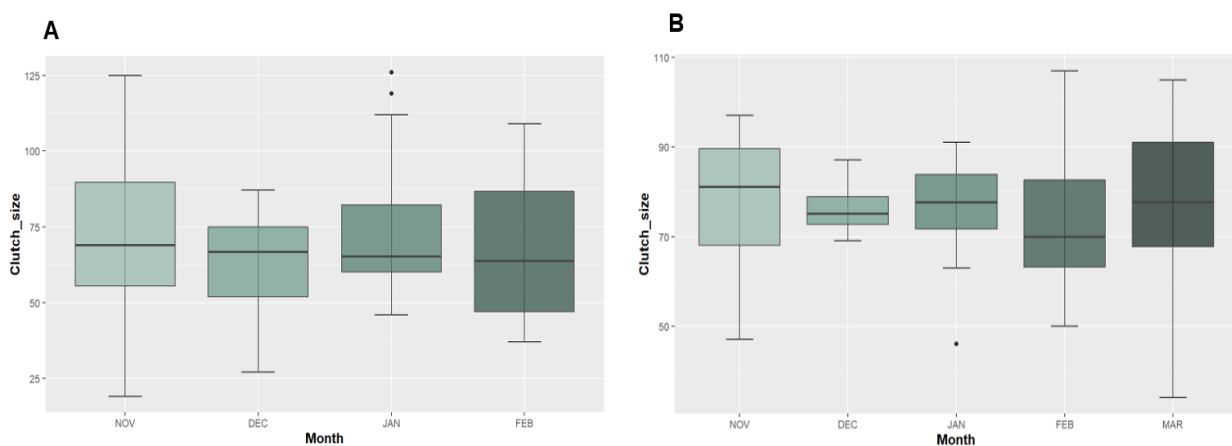 A
Clutch_size
125
100
75
50
25
NOV DEC JAN FEB
Month
B
Clutch_size
110
90
70
50
NOV DEC JAN FEB MAR
Month